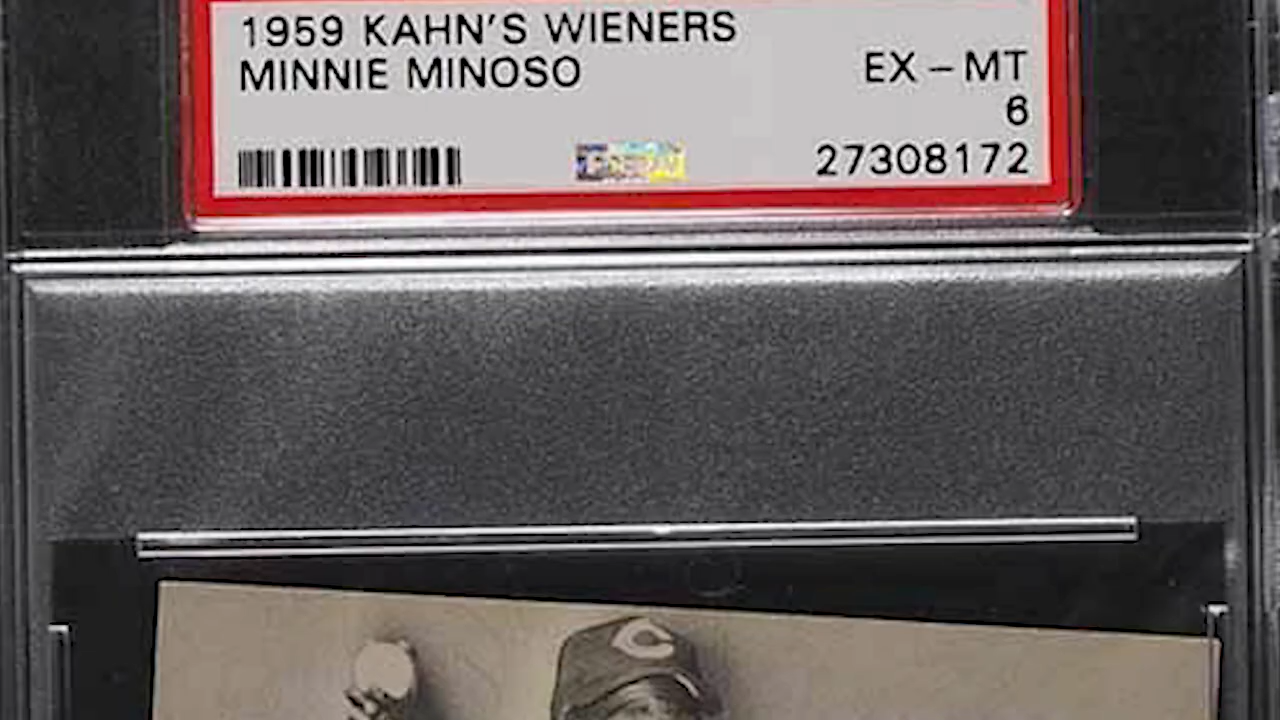 1959 KAHN'S WIENERS
MINNIE MINOSO
EX – MT
6
27308172
C